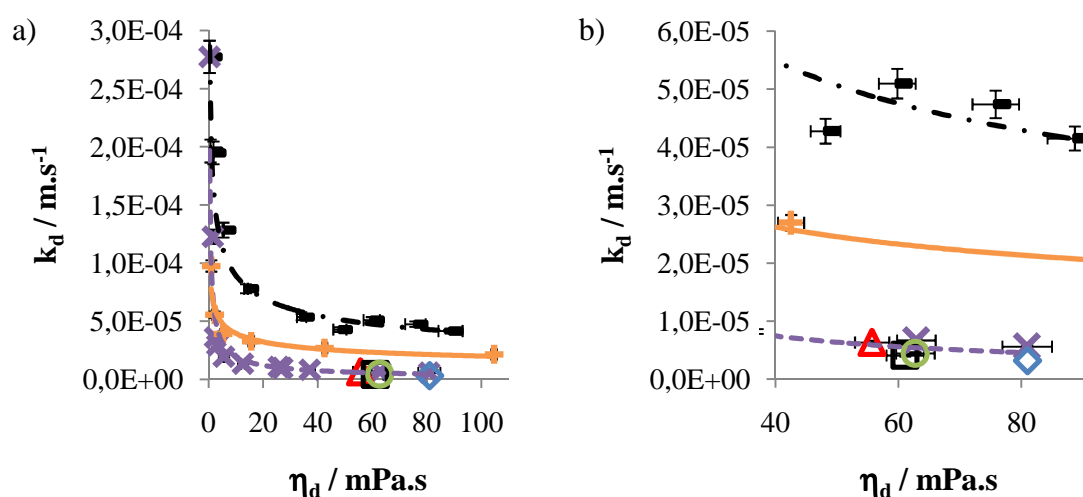 a)
3,0E-04
2,5E-04
2,0E-04
1,5E-04
1,0E-04
5,0E-05
0,0E+00
k_d / m.s^-1
0 20 40 60 80 100
η_d / mPa.s
b)
6,0E-05
5,0E-05
4,0E-05
3,0E-05
2,0E-05
1,0E-05
0,0E+00
k_d / m.s^-1
40 60 80
η_d / mPa.s